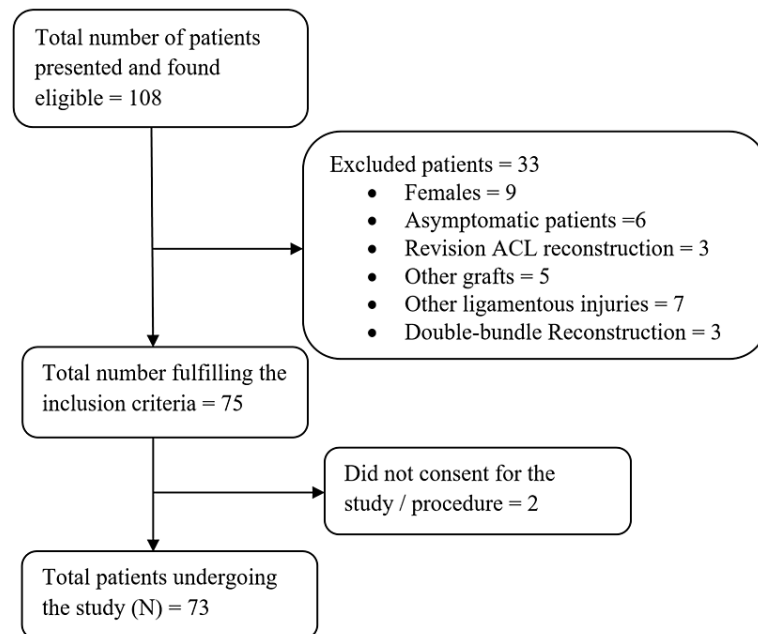 Total number of patients
presented and found
eligible = 108
Excluded patients = 33
• Females = 9
• Asymptomatic patients =6
• Revision ACL reconstruction = 3
• Other grafts = 5
• Other ligamentous injuries = 7
• Double-bundle Reconstruction = 3
Total number fulfilling the
inclusion criteria = 75
Did not consent for the
study / procedure = 2
Total patients undergoing
the study (N) = 73